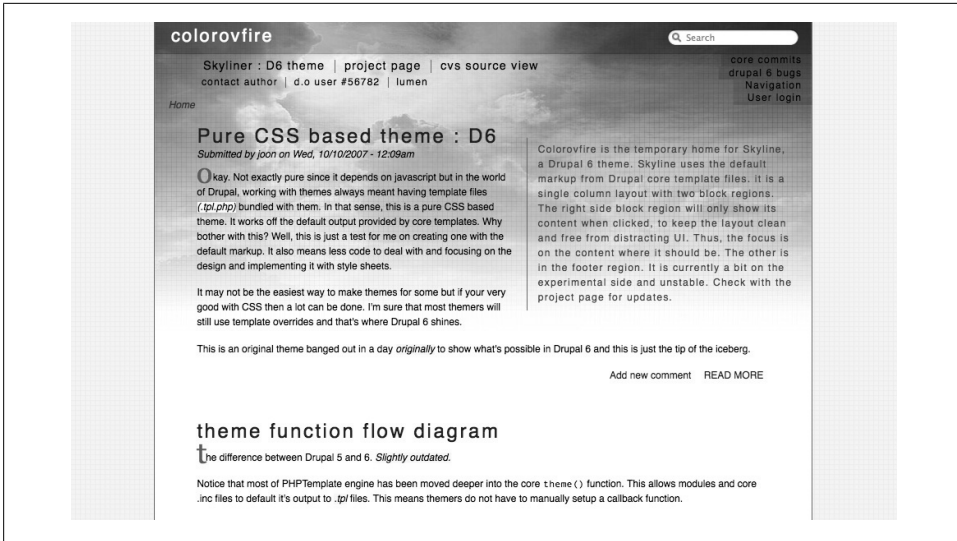 colorovfire
Search
Skyliner : D6 theme | project page | cvs source view
contact author | d.o user #56782 | lumen
core commits
drupal 6 bugs
Navigation
User login
Home
Pure CSS based theme : D6
Submitted by joon on Wed, 10/10/2007 - 12:09am
Okay. Not exactly pure since it depends on javascript but in the world
of Drupal, working with themes always meant having template files
(.tpl.php) bundled with them. In that sense, this is a pure CSS based
theme. It works off the default output provided by core templates. Why
bother with this? Well, this is just a test for me on creating one with the
default markup. It also means less code to deal with and focusing on the
design and implementing it with style sheets.
It may not be the easiest way to make themes for some but if your very
good with CSS then a lot can be done. I'm sure that most themers will
still use template overrides and that's where Drupal 6 shines.
Colorovfire is the temporary home for Skyline,
a Drupal 6 theme. Skyline uses the default
markup from Drupal core template files. it is a
single column layout with two block regions.
The right side block region will only show its
content when clicked, to keep the layout clean
and free from distracting UI. Thus, the focus is
on the content where it should be. The other is
in the footer region. It is currently a bit on the
experimental side and unstable. Check with the
project page for updates.
This is an original theme banged out in a day originally to show what's possible in Drupal 6 and this is just the tip of the iceberg.
Add new comment READ MORE
theme function flow diagram
the difference between Drupal 5 and 6. Slightly outdated.
Notice that most of PHPTemplate engine has been moved deeper into the core theme() function. This allows modules and core
.inc files to default it's output to .tpl files. This means themers do not have to manually setup a callback function.